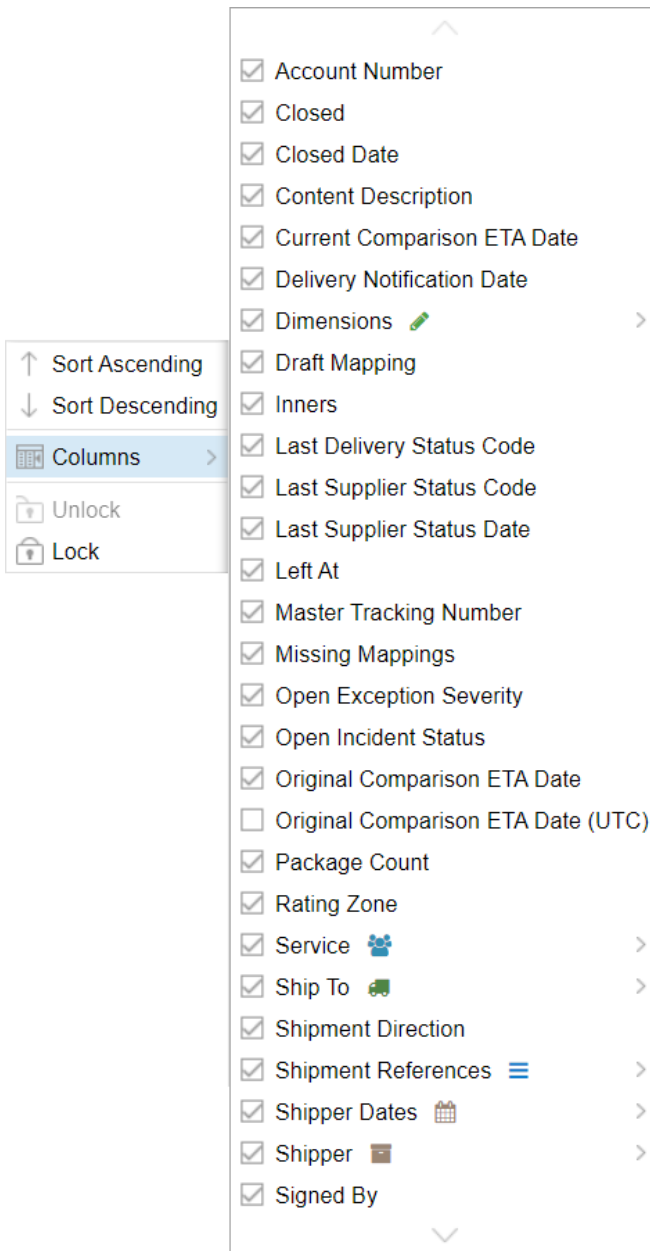 Sort Ascending
Sort Descending
Columns
Unlock
Lock
Account Number
Closed
Closed Date
Content Description
Current Comparison ETA Date
Delivery Notification Date
Dimensions
Draft Mapping
Inners
Last Delivery Status Code
Last Supplier Status Code
Last Supplier Status Date
Left At
Master Tracking Number
Missing Mappings
Open Exception Severity
Open Incident Status
Original Comparison ETA Date
Original Comparison ETA Date (UTC)
Package Count
Rating Zone
Service
Ship To
Shipment Direction
Shipment References
Shipper Dates
Shipper
Signed By